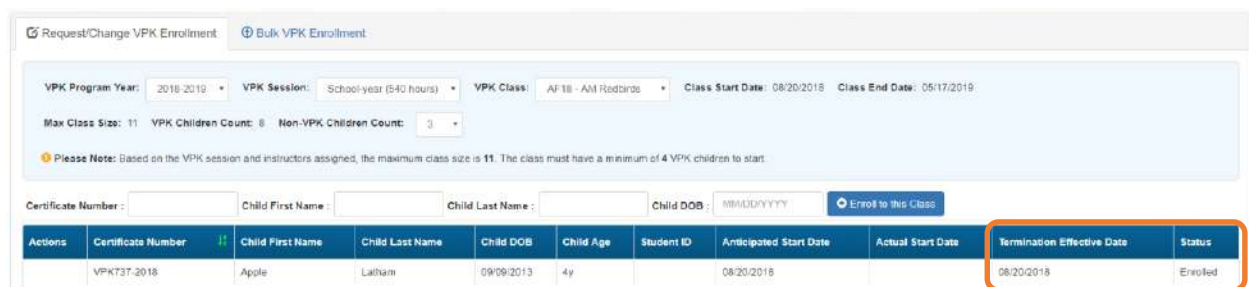 Request/Change VPK Enrollment Bulk VPK Enrollment
VPK Program Year: 2018-2019 VPK Session: School-year (540 hours) VPK Class: AF18 - AM Redbirds Class Start Date: 08/20/2018 Class End Date: 05/17/2019
Max Class Size: 11 VPK Children Count: 8 Non-VPK Children Count: 3
Please Note: Based on the VPK session and instructors assigned, the maximum class size is 11. The class must have a minimum of 4 VPK children to start.
Certificate Number : Child First Name : Child Last Name : Child DOB : MM/DD/YYYY Enroll to this Class
Actions Certificate Number Child First Name Child Last Name Child DOB Child Age Student ID Anticipated Start Date Actual Start Date Termination Effective Date Status
VPK737-2018 Apple Latham 09/09/2013 4y 08/20/2018 08/20/2018 Enrolled